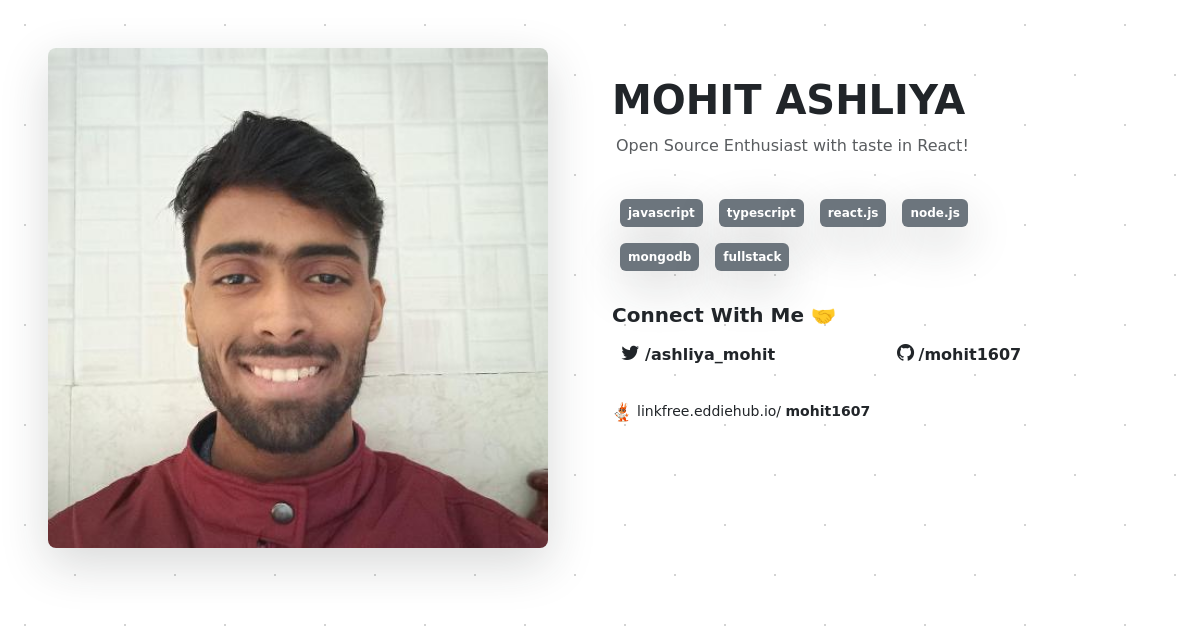 MOHIT ASHLIYA
Open Source Enthusiast with taste in React!
javascript typescript react.js node.js
mongodb fullstack
Connect With Me 🤝
/ashliya_mohit /mohit1607
linkfree.eddiehub.io/ mohit1607